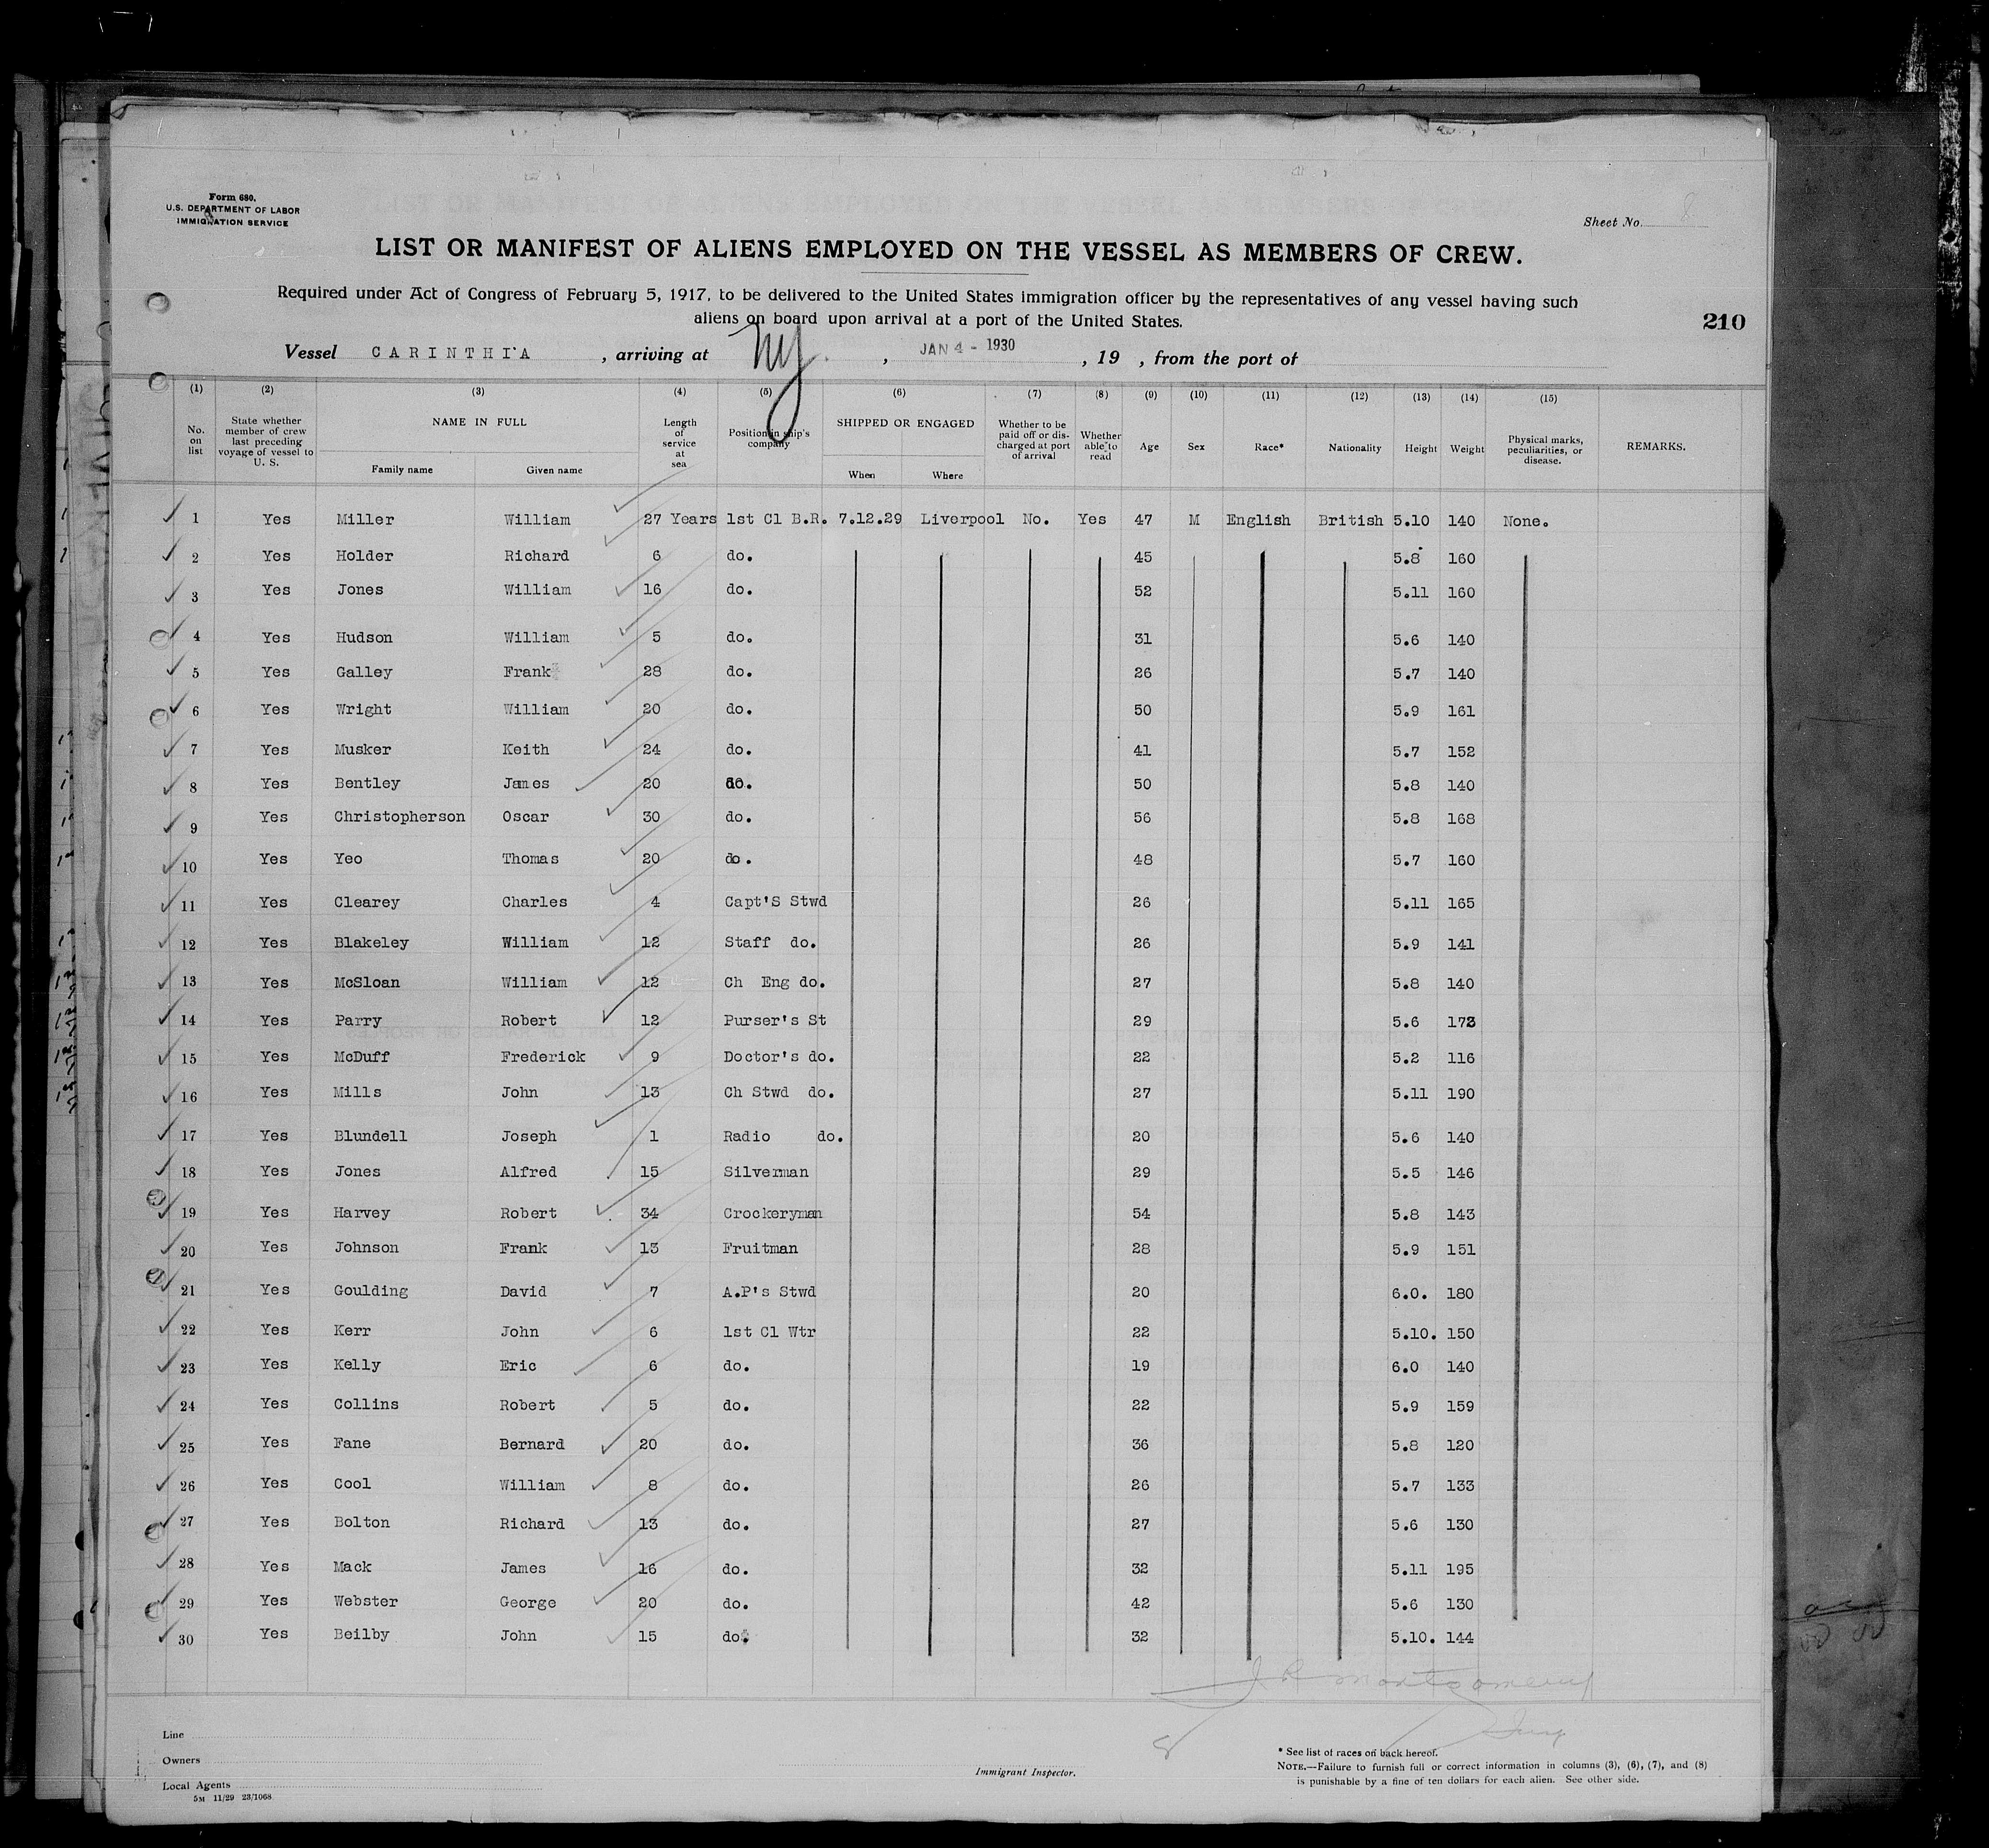 Form 680.
U.S. DEPARTMENT OF LABOR
IMMIGRATION SERVICE
Sheet No. 8
LIST OR MANIFEST OF ALIENS EMPLOYED ON THE VESSEL AS MEMBERS OF CREW.
Required under Act of Congress of February 5, 1917, to be delivered to the United States immigration officer by the representatives of any vessel having such
aliens on board upon arrival at a port of the United States.
210
Vessel CARINTHIA , arriving at NY. , JAN 4 - 1930 , 19 , from the port of
(1) (2) (3) (4) (5) (6) (7) (8) (9) (10) (11) (12) (13) (14) (15)
No. on list State whether member of crew last preceding voyage of vessel to U. S. NAME IN FULL Family name Given name Length of service at sea Position in ship's company SHIPPED OR ENGAGED When Where Whether to be paid off or discharged at port of arrival Whether able to read Age Sex Race* Nationality Height Weight Physical marks, peculiarities, or disease. REMARKS.
1 Yes Miller William 27 Years 1st Cl B.R. 7.12.29 Liverpool No. Yes 47 M English British 5.10 140 None.
2 Yes Holder Richard 6 do. 45 5.8 160
3 Yes Jones William 16 do. 52 5.11 160
4 Yes Hudson William 5 do. 31 5.6 140
5 Yes Galley Frank 28 do. 26 5.7 140
6 Yes Wright William 20 do. 50 5.9 161
7 Yes Musker Keith 24 do. 41 5.7 152
8 Yes Bentley James 20 do. 50 5.8 140
9 Yes Christopherson Oscar 30 do. 56 5.8 168
10 Yes Yeo Thomas 20 do. 48 5.7 160
11 Yes Clearey Charles 4 Capt'S Stwd 26 5.11 165
12 Yes Blakeley William 12 Staff do. 26 5.9 141
13 Yes McSloan William 12 Ch Eng do. 27 5.8 140
14 Yes Parry Robert 12 Purser's St 29 5.6 173
15 Yes McDuff Frederick 9 Doctor's do. 22 5.2 116
16 Yes Mills John 13 Ch Stwd do. 27 5.11 190
17 Yes Blundell Joseph 1 Radio do. 20 5.6 140
18 Yes Jones Alfred 15 Silverman 29 5.5 146
19 Yes Harvey Robert 34 Crockeryman 54 5.8 143
20 Yes Johnson Frank 13 Fruitman 28 5.9 151
21 Yes Goulding David 7 A.P's Stwd 20 6.0. 180
22 Yes Kerr John 6 1st Cl Wtr 22 5.10. 150
23 Yes Kelly Eric 6 do. 19 6.0 140
24 Yes Collins Robert 5 do. 22 5.9 159
25 Yes Fane Bernard 20 do. 36 5.8 120
26 Yes Cool William 8 do. 26 5.7 133
27 Yes Bolton Richard 13 do. 27 5.6 130
28 Yes Mack James 16 do. 32 5.11 195
29 Yes Webster George 20 do. 42 5.6 130
30 Yes Beilby John 15 do. 32 5.10. 144
J R Montgomery
8
Line
Owners
Local Agents
5M 11/29 23/1068
Immigrant Inspector.
* See list of races on back hereof.
NOTE.—Failure to furnish full or correct information in columns (3), (6), (7), and (8)
is punishable by a fine of ten dollars for each alien. See other side.